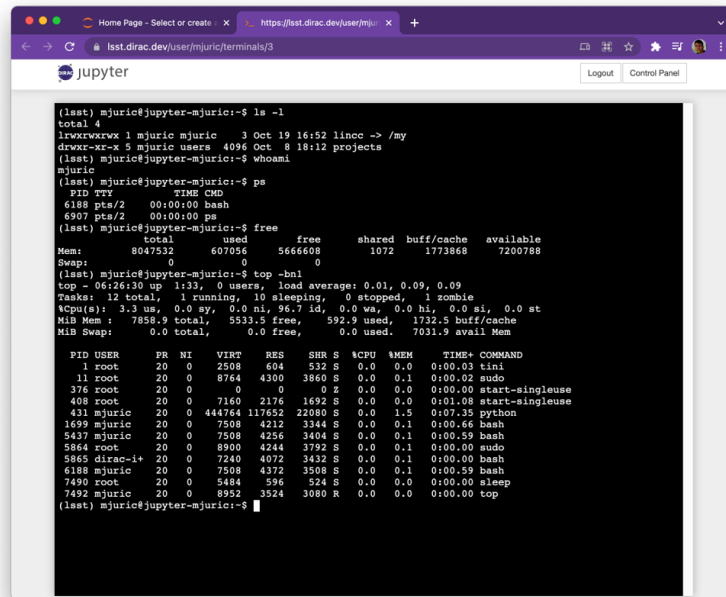 Home Page - Select or create a
https://lsst.dirac.dev/user/mjur
lsst.dirac.dev/user/mjuric/terminals/3
DIRAC jupyter
Logout Control Panel
(lsst) mjuric@jupyter-mjuric:~$ ls -l
total 4
lrwxrwxrwx 1 mjuric mjuric    3 Oct 19 16:52 lincc -> /my
drwxr-xr-x 5 mjuric users  4096 Oct  8 18:12 projects
(lsst) mjuric@jupyter-mjuric:~$ whoami
mjuric
(lsst) mjuric@jupyter-mjuric:~$ ps
  PID TTY          TIME CMD
 6188 pts/2    00:00:00 bash
 6907 pts/2    00:00:00 ps
(lsst) mjuric@jupyter-mjuric:~$ free
              total        used        free      shared  buff/cache   available
Mem:        8047532      607056     5666608        1072     1773868     7200788
Swap:             0           0           0
(lsst) mjuric@jupyter-mjuric:~$ top -bn1
top - 06:26:30 up  1:33,  0 users,  load average: 0.01, 0.09, 0.09
Tasks:  12 total,   1 running,  10 sleeping,   0 stopped,   1 zombie
%Cpu(s):  3.3 us,  0.0 sy,  0.0 ni, 96.7 id,  0.0 wa,  0.0 hi,  0.0 si,  0.0 st
MiB Mem :   7858.9 total,   5533.5 free,    592.9 used,   1732.5 buff/cache
MiB Swap:      0.0 total,      0.0 free,      0.0 used.   7031.9 avail Mem
  PID USER      PR  NI    VIRT    RES    SHR S  %CPU  %MEM     TIME+ COMMAND
    1 root      20   0    2508    604    532 S   0.0   0.0   0:00.03 tini
   11 root      20   0    8764   4300   3860 S   0.0   0.1   0:00.02 sudo
  376 root      20   0       0      0      0 Z   0.0   0.0   0:00.00 start-singleuse
  408 root      20   0    7160   2176   1692 S   0.0   0.0   0:01.08 start-singleuse
  431 mjuric    20   0  444764 117652  22080 S   0.0   1.5   0:07.35 python
 1699 mjuric    20   0    7508   4212   3344 S   0.0   0.1   0:00.66 bash
 5437 mjuric    20   0    7508   4256   3404 S   0.0   0.1   0:00.59 bash
 5864 root      20   0    8900   4244   3792 S   0.0   0.1   0:00.00 sudo
 5865 dirac-i+  20   0    7240   4072   3432 S   0.0   0.1   0:00.00 bash
 6188 mjuric    20   0    7508   4372   3508 S   0.0   0.1   0:00.59 bash
 7490 root      20   0    5484    596    524 S   0.0   0.0   0:00.00 sleep
 7492 mjuric    20   0    8952   3524   3080 R   0.0   0.0   0:00.00 top
(lsst) mjuric@jupyter-mjuric:~$